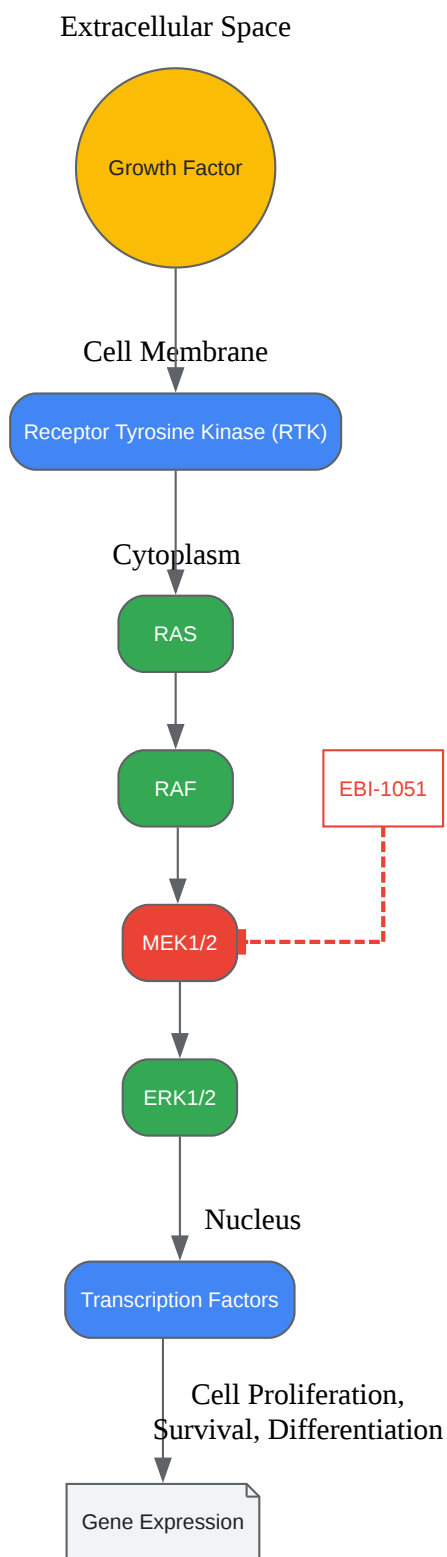 Extracellular Space
Growth Factor
Cell Membrane
Receptor Tyrosine Kinase (RTK)
Cytoplasm
RAS
RAF
EBI-1051
MEK1/2
ERK1/2
Nucleus
Transcription Factors
Cell Proliferation,
Survival, Differentiation
Gene Expression